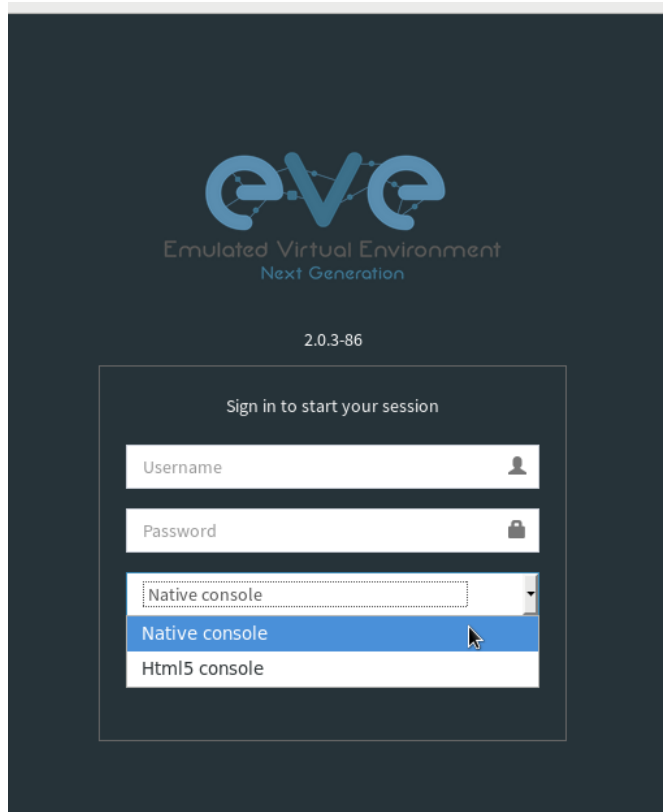 eve
Emulated Virtual Environment
Next Generation
2.0.3-86
Sign in to start your session
Username
Password
Native console
Native console
Html5 console